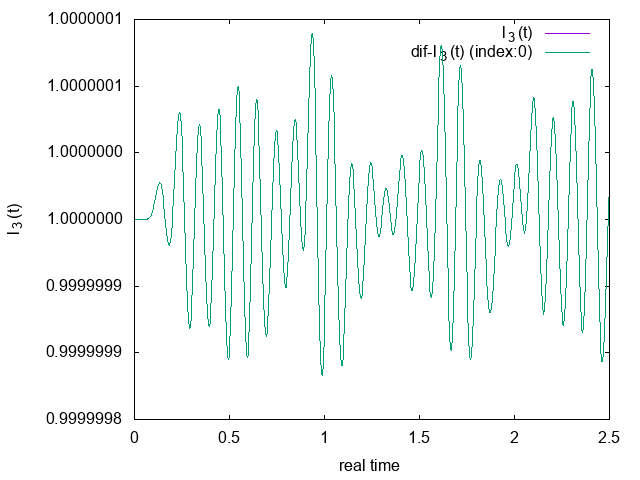 1.0000001
I3(t)
dif-I3(t) (index:0)
1.0000001
1.0000000
1.0000000
I3(t)
0.9999999
0.9999999
0.9999998
0 0.5 1 1.5 2 2.5
real time